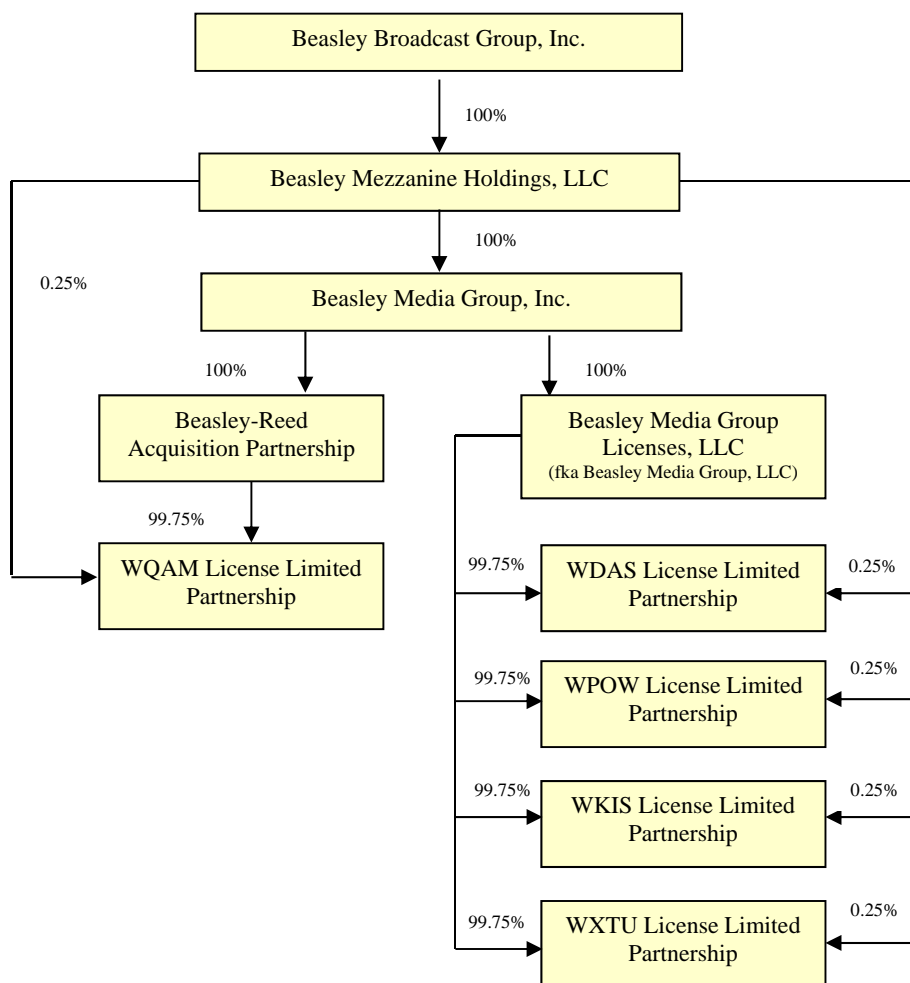 Beasley Broadcast Group, Inc.
100%
Beasley Mezzanine Holdings, LLC
100%
0.25%
Beasley Media Group, Inc.
100%
100%
Beasley-Reed
Acquisition Partnership
Beasley Media Group
Licenses, LLC
(fka Beasley Media Group, LLC)
99.75%
WQAM License Limited
Partnership
99.75%
WDAS License Limited
Partnership
0.25%
99.75%
WPOW License Limited
Partnership
0.25%
99.75%
WKIS License Limited
Partnership
0.25%
99.75%
WXTU License Limited
Partnership
0.25%